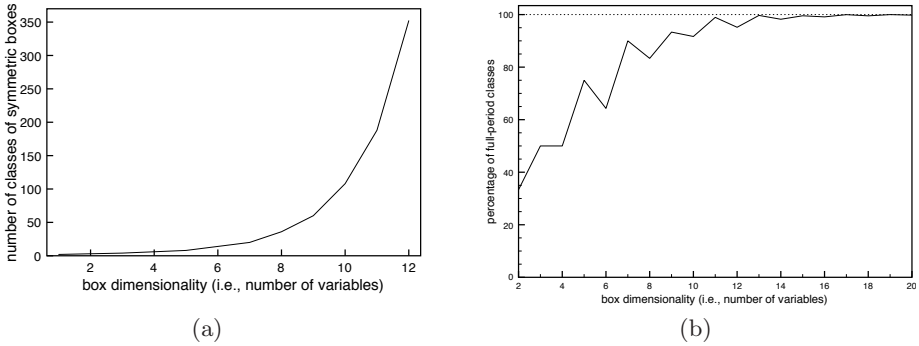 number of classes of symmetric boxes
350
300
250
200
150
100
50
0
2 4 6 8 10 12
box dimensionality (i.e., number of variables)
(a)
percentage of full-period classes
100
80
60
40
20
0
2 4 6 8 10 12 14 16 18 20
box dimensionality (i.e., number of variables)
(b)